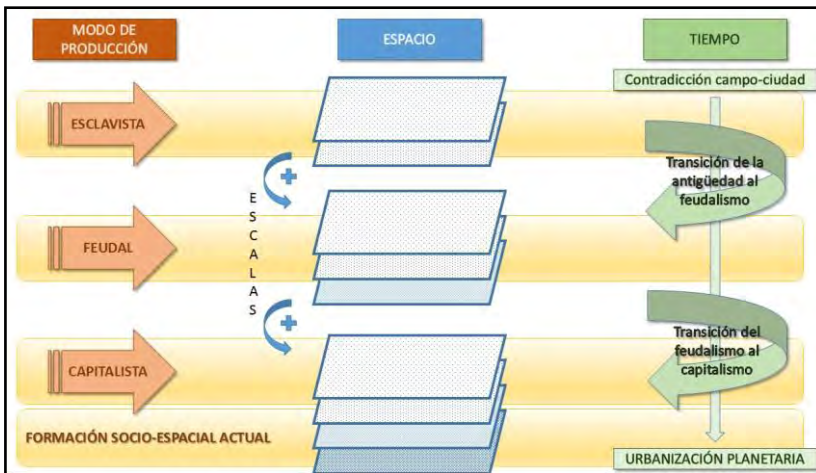 MODO DE
PRODUCCIÓN
ESPACIO
TIEMPO
Contradicción campo-ciudad
ESCLAVISTA
Transición de la
antigüedad al
feudalismo
ESCALAS
FEUDAL
Transición del
feudalismo al
capitalismo
CAPITALISTA
FORMACIÓN SOCIO-ESPACIAL ACTUAL
URBANIZACIÓN PLANETARIA